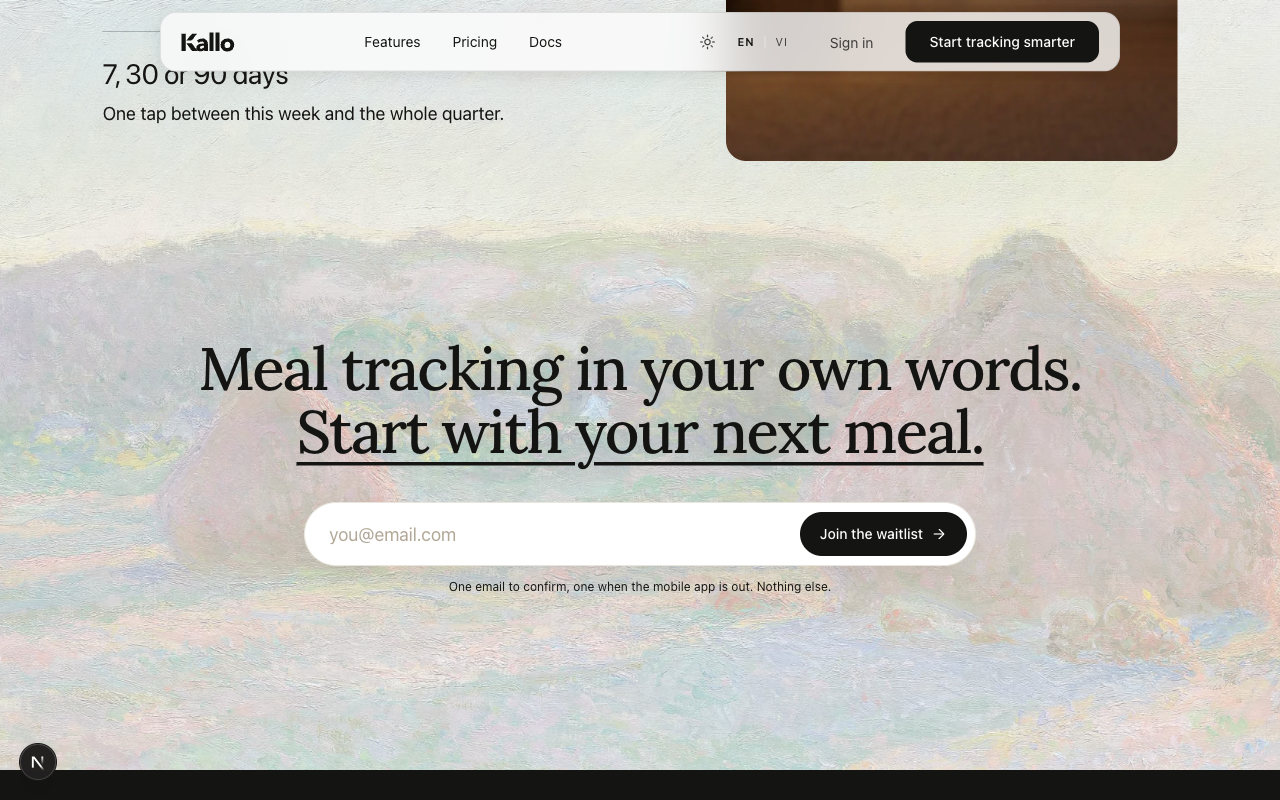 Kallo
Features
Pricing
Docs
EN
VI
Sign in
Start tracking smarter
7, 30 or 90 days
One tap between this week and the whole quarter.
Meal tracking in your own words.
Start with your next meal.
you@email.com
Join the waitlist →
One email to confirm, one when the mobile app is out. Nothing else.
N